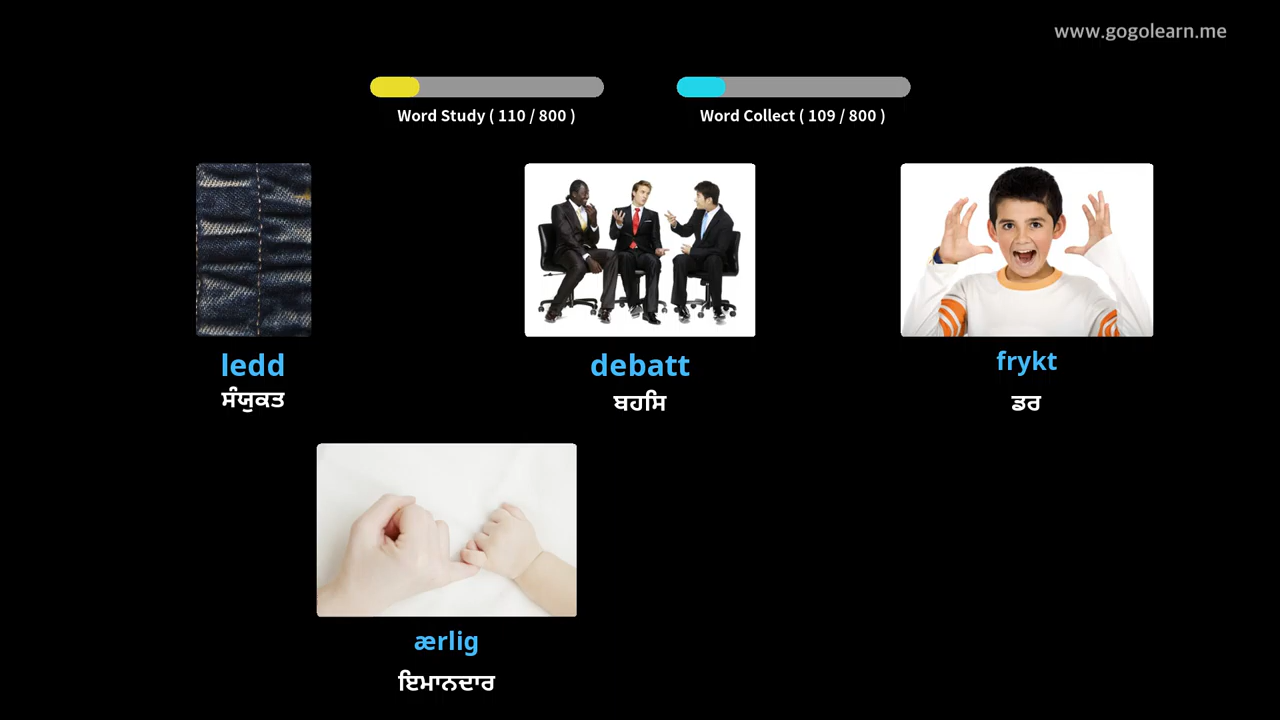 www.gogolearn.me
Word Study ( 110 / 800 )
Word Collect ( 109 / 800 )
ledd
ਸੰਯੁਕਤ
debatt
ਬਹਸਿ
frykt
ਡਰ
ærlig
ਇਮਾਨਦਾਰ